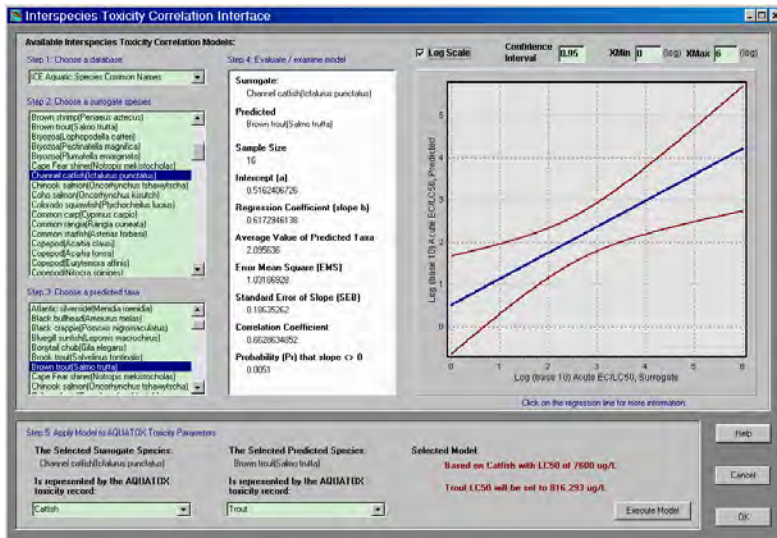 Interspecies Toxicity Correlation Interface
Available Interspecies Toxicity Correlation Models:
Step 1: Choose a database
ICE Aquatic Species Common Names
Step 2: Choose a surrogate species
Brown shrimp(Penaeus aztecus)
Brown trout(Salmo trutta)
Bryozoa(Lophopodella carteri)
Bryozoa(Pectinatella magnifica)
Bryozoa(Plumatella emarginata)
Cape Fear shiner(Notropis mekistocholas)
Channel catfish(Ictalurus punctatus)
Chinook salmon(Oncorhynchus tshawytscha)
Coho salmon(Oncorhynchus kisutch)
Colorado squawfish(Ptychocheilus lucius)
Common carp(Cyprinus carpio)
Common rangia(Rangia cuneata)
Common starfish(Asterias forbesi)
Copepod(Acartia clausi)
Copepod(Acartia tonsa)
Copepod(Eurytemora affinis)
Copepod(Nitocra spinipes)
Step 3: Choose a predicted taxa
Atlantic silverside(Menidia menidia)
Black bullhead(Ameiurus melas)
Black crappie(Pomoxis nigromaculatus)
Bluegill sunfish(Lepomis macrochirus)
Bonytail chub(Gila elegans)
Brook trout(Salvelinus fontinalis)
Brown trout(Salmo trutta)
Cape Fear shiner(Notropis mekistocholas)
Chinook salmon(Oncorhynchus tshawytscha)
Step 4: Evaluate / examine model
Surrogate:
Channel catfish(Ictalurus punctatus)
Predicted
Brown trout(Salmo trutta)
Sample Size
16
Intercept (a)
0.5162406726
Regression Coefficient (slope b)
0.6172946138
Average Value of Predicted Taxa
2.095636
Error Mean Square (EMS)
1.03186928
Standard Error of Slope (SEB)
0.18635262
Correlation Coefficient
0.6628634852
Probability (Pr) that slope <> 0
0.0051
Log Scale
Confidence Interval
0.95
XMin 0 (log)
XMax 6 (log)
Log (base 10) Acute EC/LC50, Predicted
5
4
3
2
1
0
0 1 2 3 4 5 6
Log (base 10) Acute EC/LC50, Surrogate
Click on the regression line for more information.
Step 5: Apply Model to AQUATOX Toxicity Parameters
The Selected Surrogate Species:
Channel catfish(Ictalurus punctatus)
Is represented by the AQUATOX
toxicity record:
Catfish
The Selected Predicted Species:
Brown trout(Salmo trutta)
Is represented by the AQUATOX
toxicity record:
Trout
Selected Model
Based on Catfish with LC50 of 7600 ug/L
Trout LC50 will be set to 816.293 ug/L
Execute Model
Help
Cancel
OK